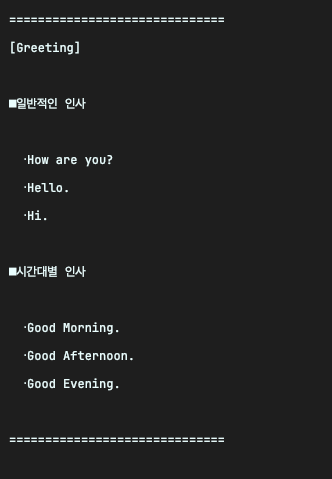 ==============================
[Greeting]
■일반적인 인사
·How are you?
·Hello.
·Hi.
■시간대별 인사
·Good Morning.
·Good Afternoon.
·Good Evening.
==============================